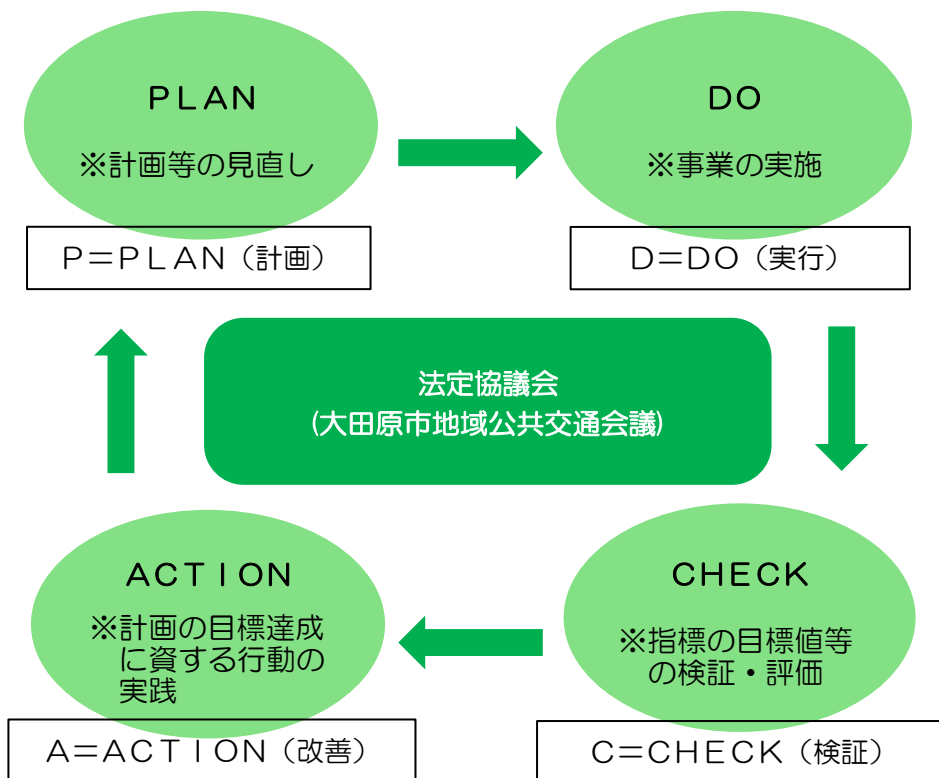 ＰＬＡＮ
※計画等の見直し
Ｐ＝ＰＬＡＮ（計画）
ＤＯ
※事業の実施
Ｄ＝ＤＯ（実行）
法定協議会
(大田原市地域公共交通会議)
ＡＣＴＩＯＮ
※計画の目標達成
に資する行動の
実践
Ａ＝ＡＣＴＩＯＮ（改善）
ＣＨＥＣＫ
※指標の目標値等
の検証・評価
Ｃ＝ＣＨＥＣＫ（検証）